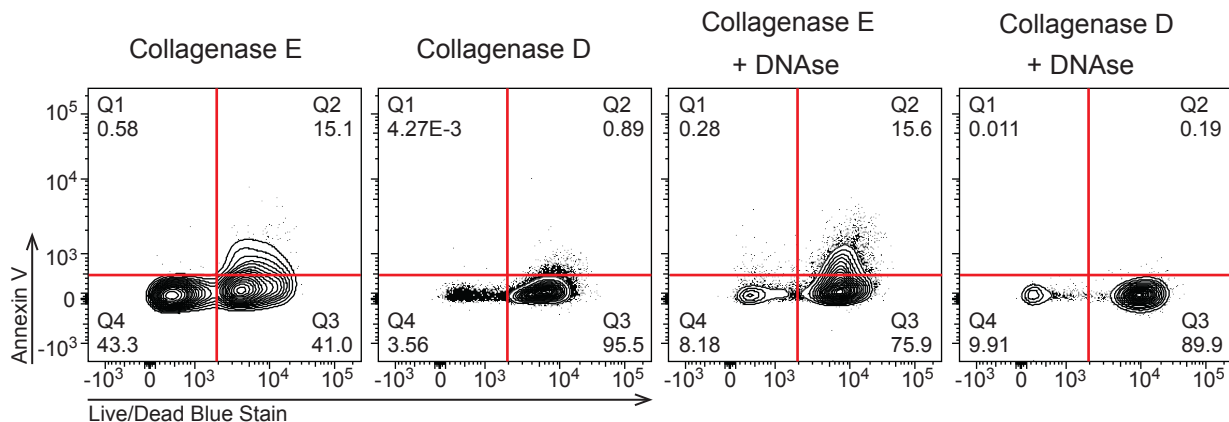 Collagenase E
Collagenase D
Collagenase E
+ DNAse
Collagenase D
+ DNAse
Q1
0.58
Q2
15.1
Q4
43.3
Q3
41.0
Q1
4.27E-3
Q2
0.89
Q4
3.56
Q3
95.5
Q1
0.28
Q2
15.6
Q4
8.18
Q3
75.9
Q1
0.011
Q2
0.19
Q4
9.91
Q3
89.9
10⁵
10⁴
10³
0
-10³
Annexin V
-10³ 0 10³ 10⁴ 10⁵
-10³ 0 10³ 10⁴ 10⁵
-10³ 0 10³ 10⁴ 10⁵
-10³ 0 10³ 10⁴ 10⁵
Live/Dead Blue Stain